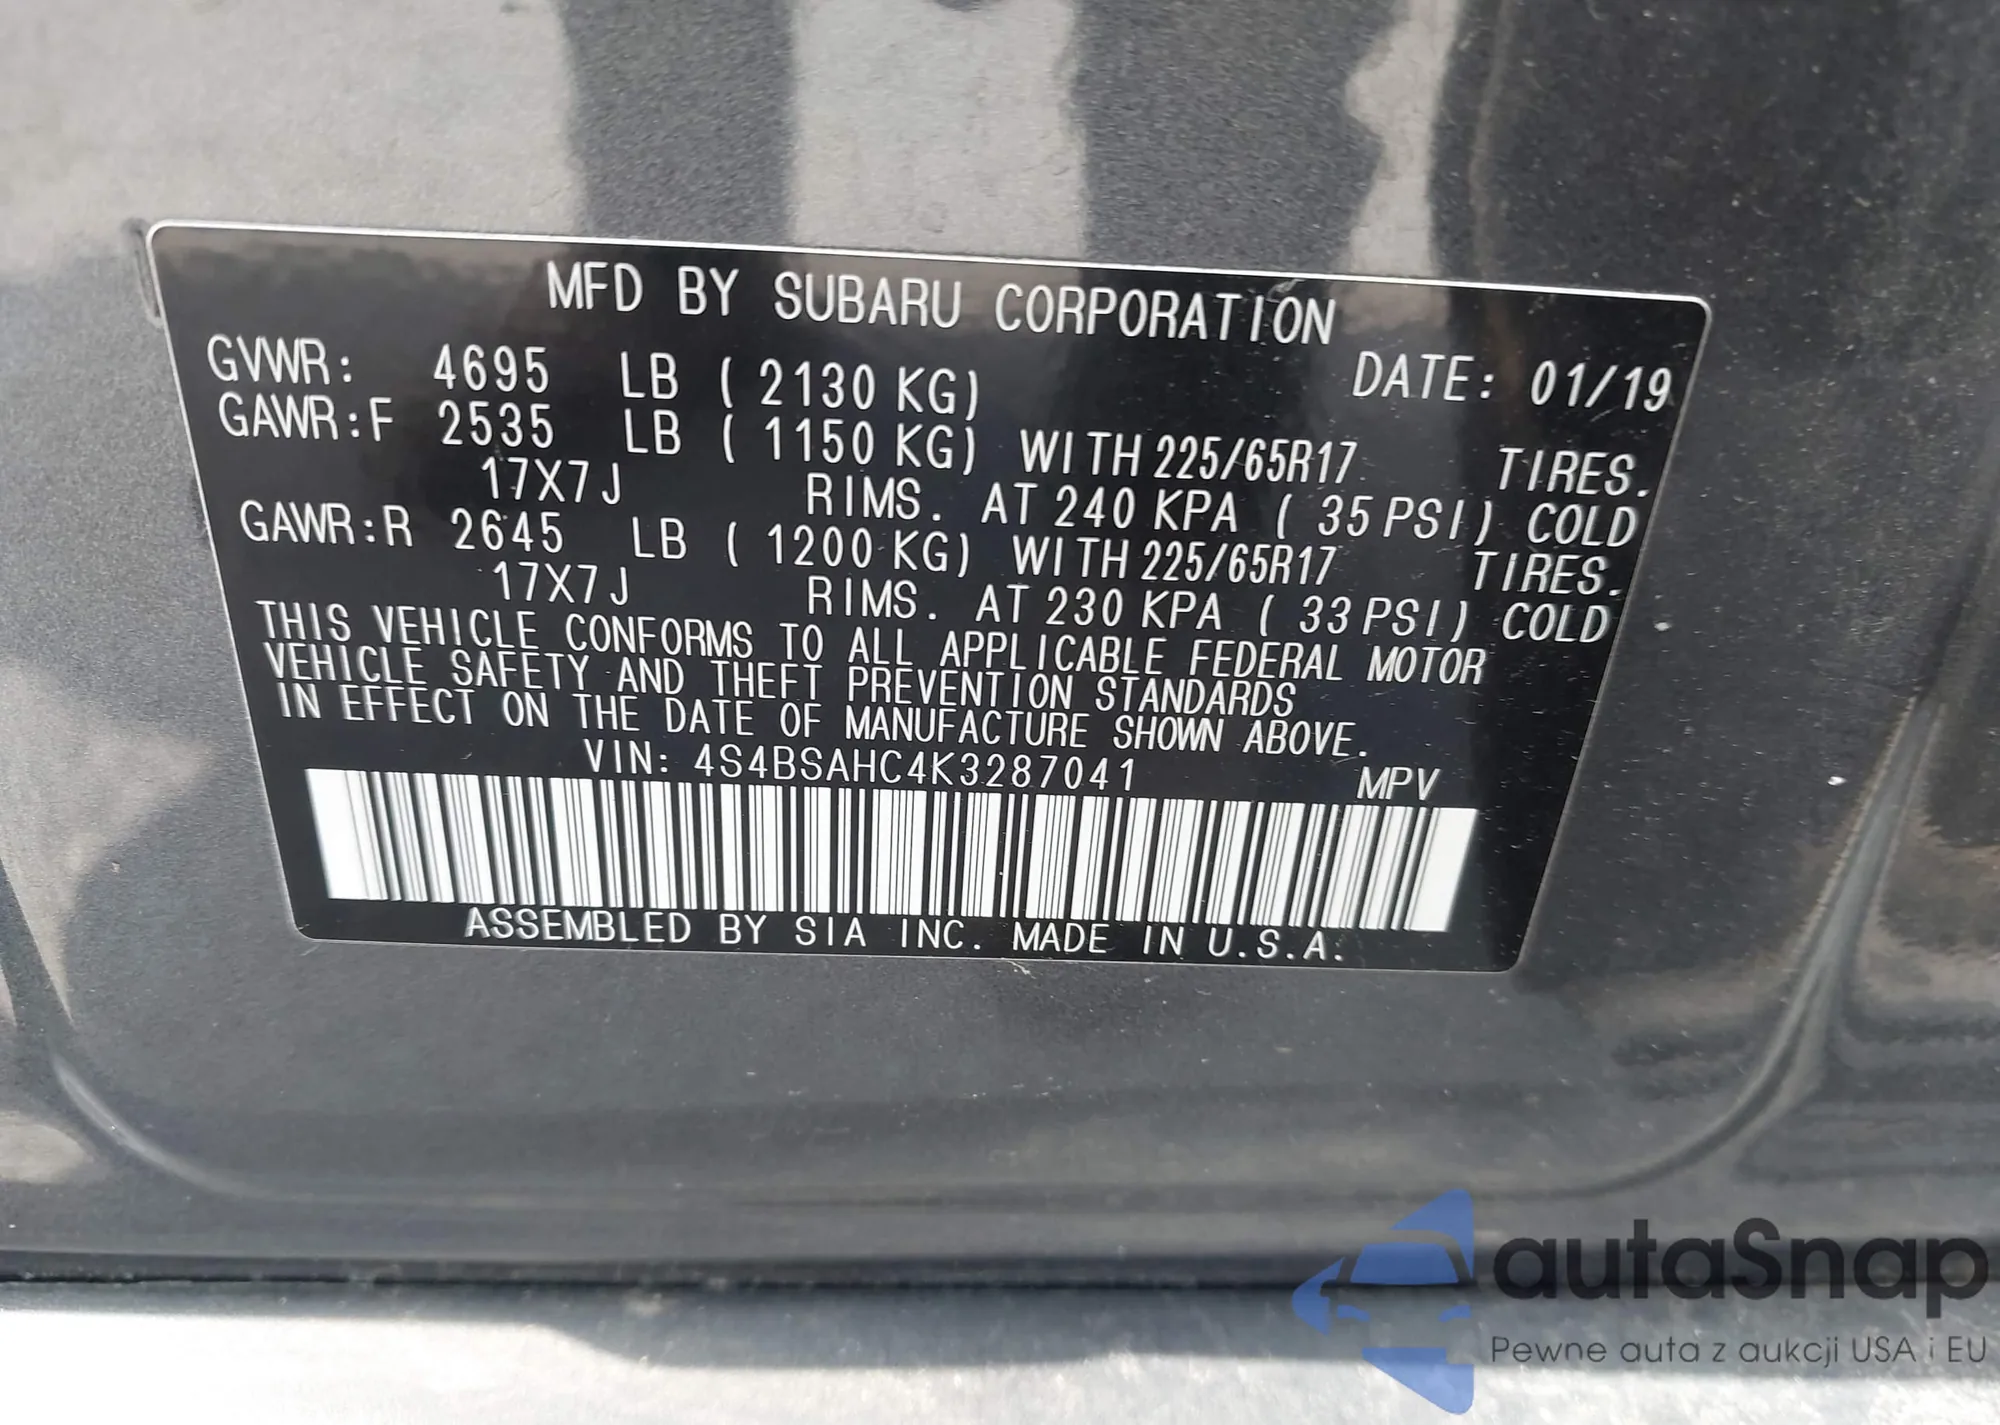 MFD BY SUBARU CORPORATION
GVWR: 4695 LB ( 2130 KG) DATE: 01/19
GAWR:F 2535 LB ( 1150 KG) WITH 225/65R17 TIRES.
17X7J RIMS. AT 240 KPA ( 35 PSI) COLD
GAWR:R 2645 LB ( 1200 KG) WITH 225/65R17 TIRES.
17X7J RIMS. AT 230 KPA ( 33 PSI) COLD
THIS VEHICLE CONFORMS TO ALL APPLICABLE FEDERAL MOTOR
VEHICLE SAFETY AND THEFT PREVENTION STANDARDS
IN EFFECT ON THE DATE OF MANUFACTURE SHOWN ABOVE.
VIN: 4S4BSAHC4K3287041 MPV
ASSEMBLED BY SIA INC. MADE IN U.S.A.
autaSnap
Pewne auta z aukcji USA i EU